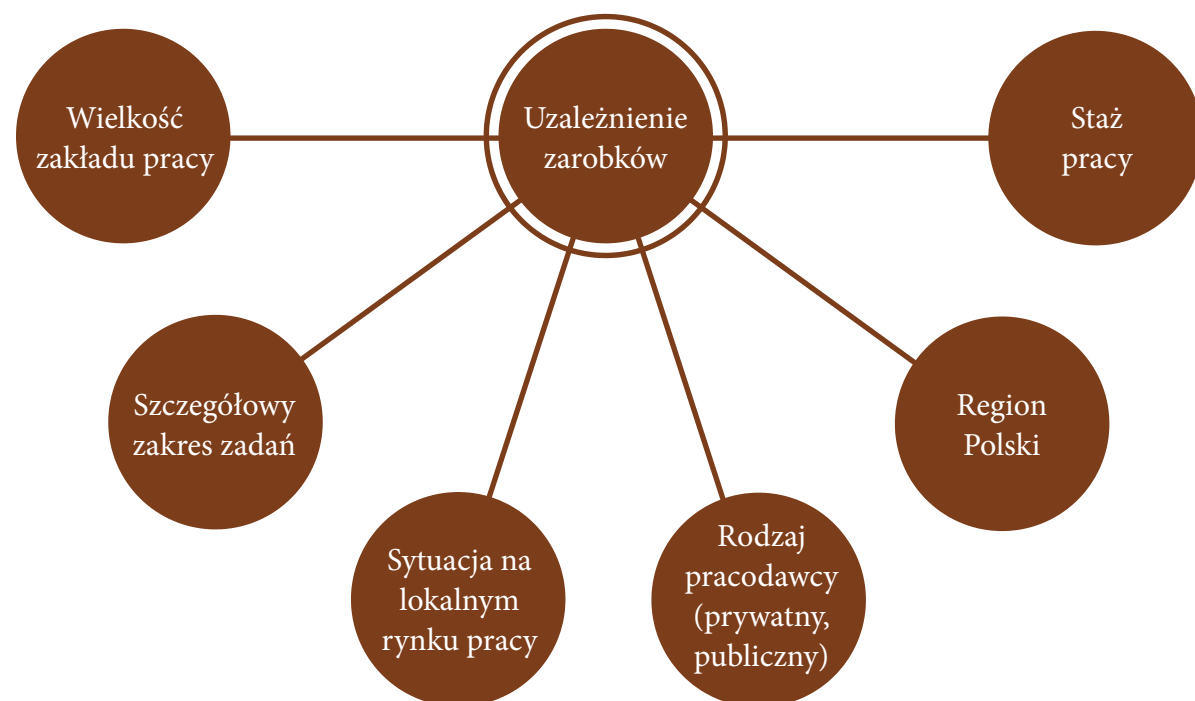 Wielkość
zakładu pracy
Uzależnienie
zarobków
Staż
pracy
Szczegółowy
zakres zadań
Region
Polski
Sytuacja na
lokalnym
rynku pracy
Rodzaj
pracodawcy
(prywatny,
publiczny)